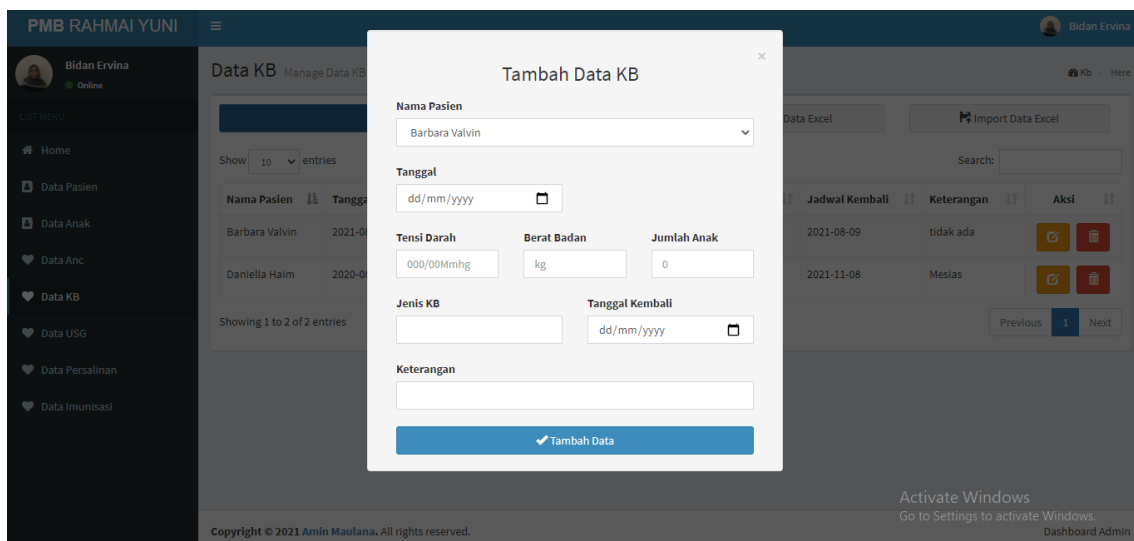 PMB RAHMAI YUNI
Bidan Ervina
Bidan Ervina
Online
Data KB Manage Data KB
Kb > Here
LIST MENU
Home
Data Pasien
Data Anak
Data Anc
Data KB
Data USG
Data Persalinan
Data Imunisasi
Data Excel
Import Data Excel
Show 10 entries
Search:
Nama Pasien Tangga Jadwal Kembali Keterangan Aksi
Barbara Valvin 2021-08 2021-08-09 tidak ada
Daniella Haim 2020-08 2021-11-08 Mesias
Showing 1 to 2 of 2 entries
Previous 1 Next
×
Tambah Data KB
Nama Pasien
Barbara Valvin
Tanggal
dd/mm/yyyy
Tensi Darah Berat Badan Jumlah Anak
000/00Mmhg kg 0
Jenis KB Tanggal Kembali
dd/mm/yyyy
Keterangan
Tambah Data
Activate Windows
Go to Settings to activate Windows.
Copyright © 2021 Amin Maulana. All rights reserved.
Dashboard Admin